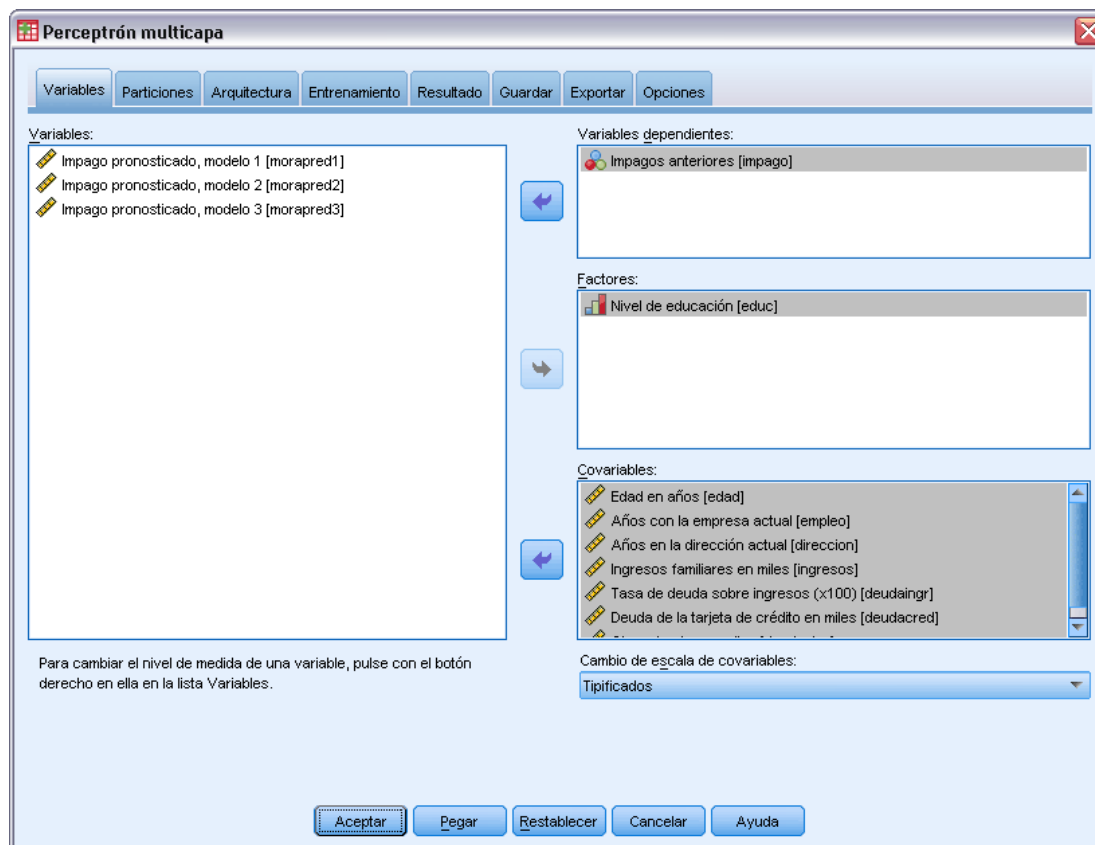 Perceptrón multicapa
Variables Particiones Arquitectura Entrenamiento Resultado Guardar Exportar Opciones
Variables:
Impago pronosticado, modelo 1 [morapred1]
Impago pronosticado, modelo 2 [morapred2]
Impago pronosticado, modelo 3 [morapred3]
Para cambiar el nivel de medida de una variable, pulse con el botón
derecho en ella en la lista Variables.
Variables dependientes:
Impagos anteriores [impago]
Factores:
Nivel de educación [educ]
Covariables:
Edad en años [edad]
Años con la empresa actual [empleo]
Años en la dirección actual [direccion]
Ingresos familiares en miles [ingresos]
Tasa de deuda sobre ingresos (x100) [deudaingr]
Deuda de la tarjeta de crédito en miles [deudacred]
Cambio de escala de covariables:
Tipificados
Aceptar Pegar Restablecer Cancelar Ayuda